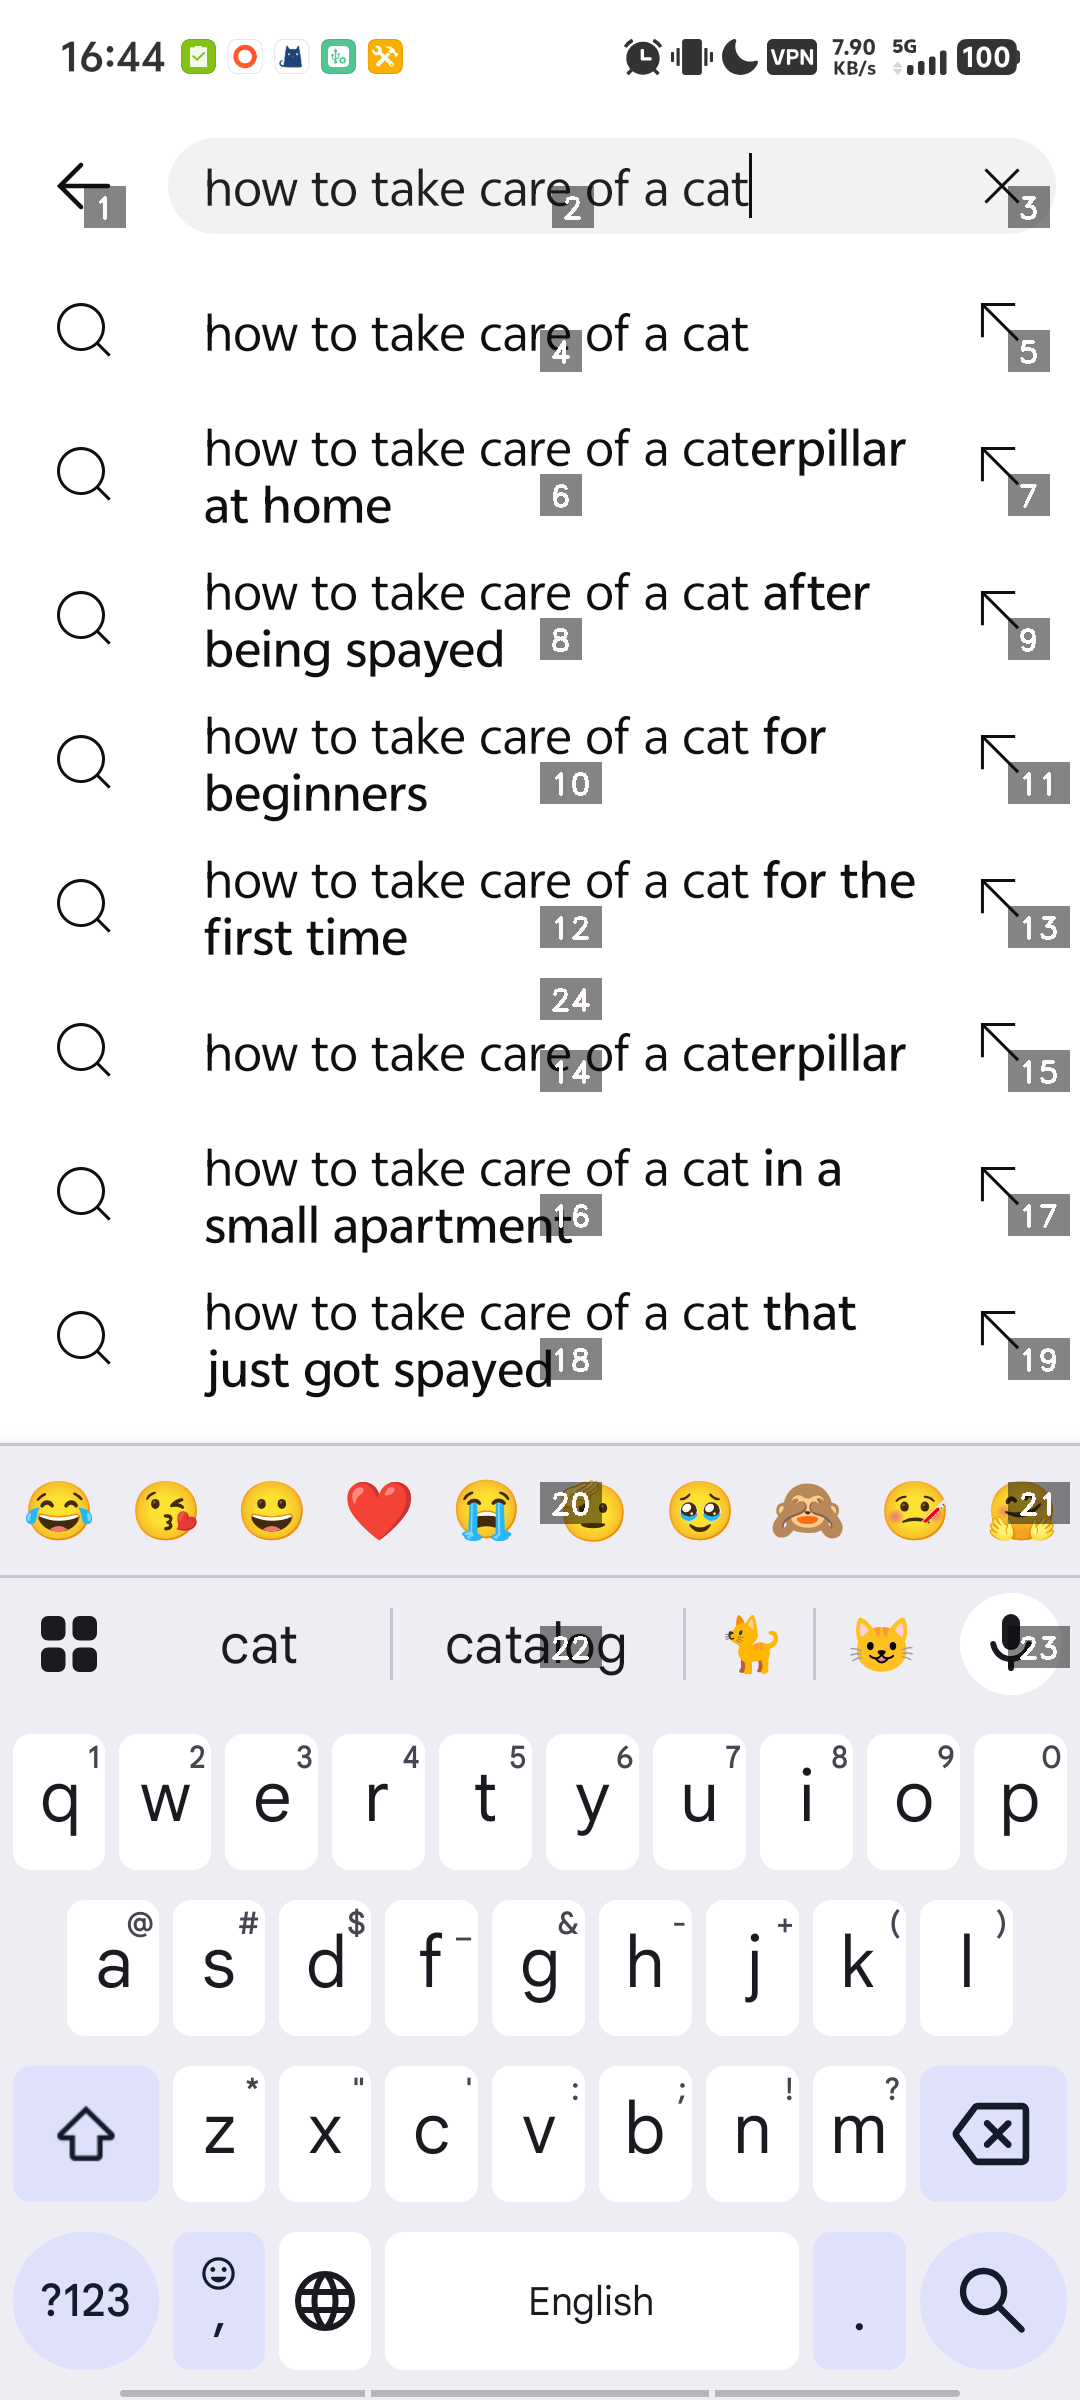 16:44
VPN
7.90
KB/s
5G
100
how to take care of a cat
1
2
3
how to take care of a cat
4
5
how to take care of a caterpillar
at home
6
7
how to take care of a cat after
being spayed
8
9
how to take care of a cat for
beginners
10
11
how to take care of a cat for the
first time
12
13
24
how to take care of a caterpillar
14
15
how to take care of a cat in a
small apartment
16
17
how to take care of a cat that
just got spayed
18
19
20
21
cat
catalog
22
23
1 2 3 4 5 6 7 8 9 0
q w e r t y u i o p
@ # $ _ & - + ( )
a s d f g h j k l
* " ' : ; ! ?
z x c v b n m
?123
,
English
.